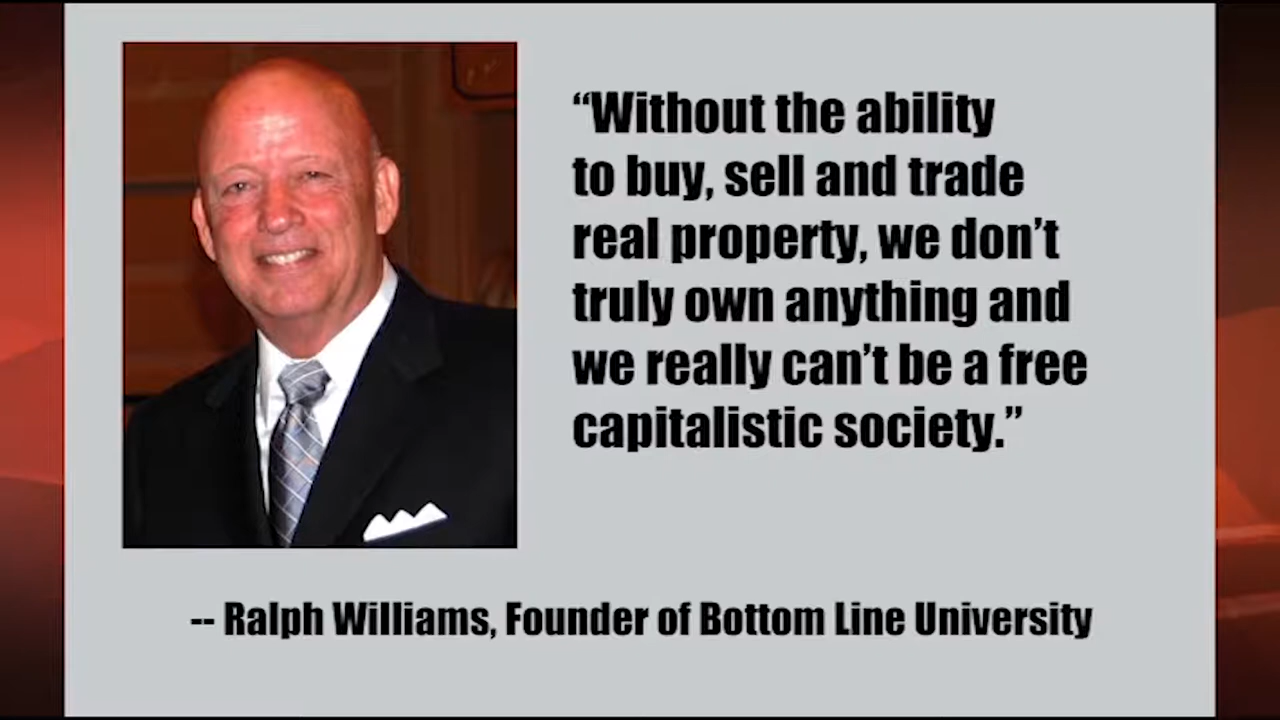 “Without the ability
to buy, sell and trade
real property, we don’t
truly own anything and
we really can’t be a free
capitalistic society.”
-- Ralph Williams, Founder of Bottom Line University